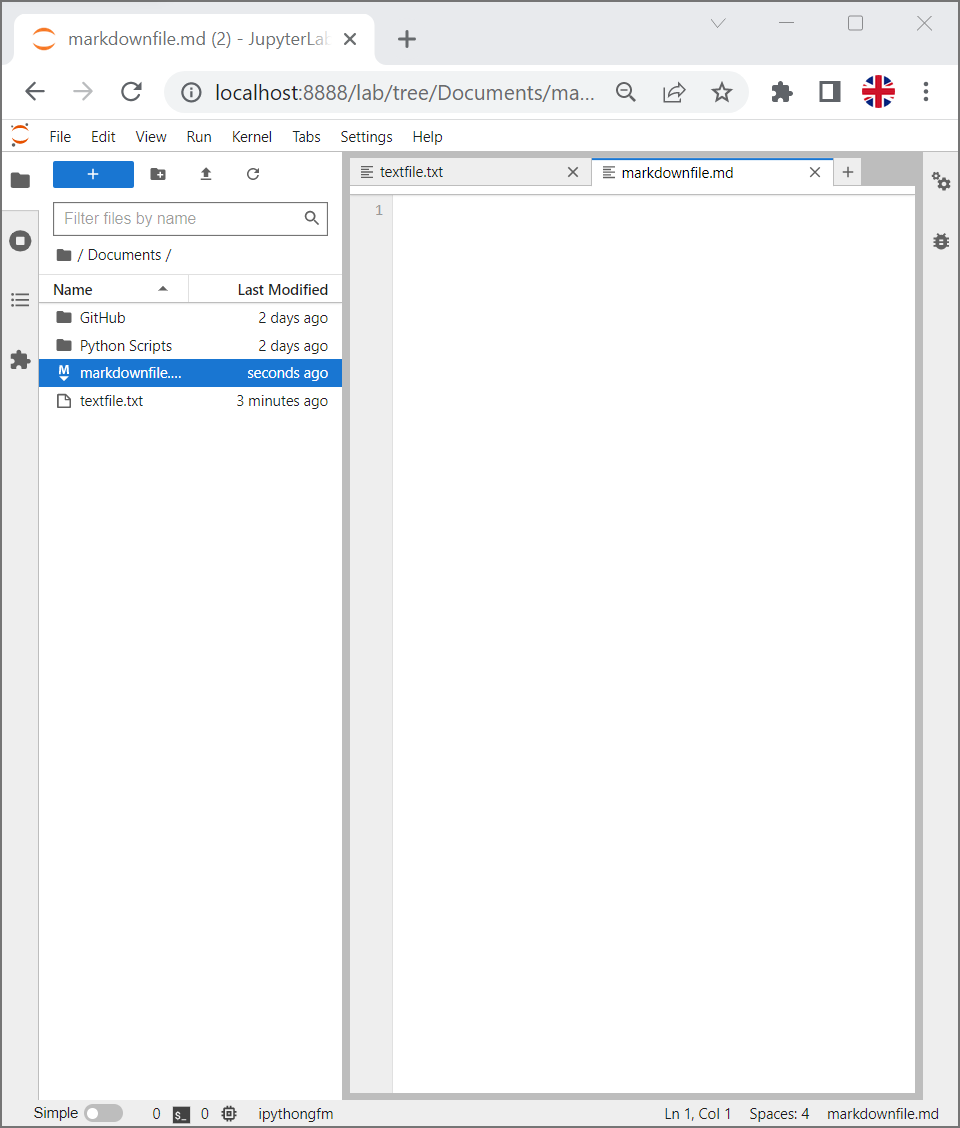 markdownfile.md (2) - JupyterLab
localhost:8888/lab/tree/Documents/ma...
File Edit View Run Kernel Tabs Settings Help
textfile.txt markdownfile.md
Filter files by name
1
/ Documents /
Name Last Modified
GitHub 2 days ago
Python Scripts 2 days ago
M markdownfile.... seconds ago
textfile.txt 3 minutes ago
Simple 0 $_ 0 ipythongfm Ln 1, Col 1 Spaces: 4 markdownfile.md